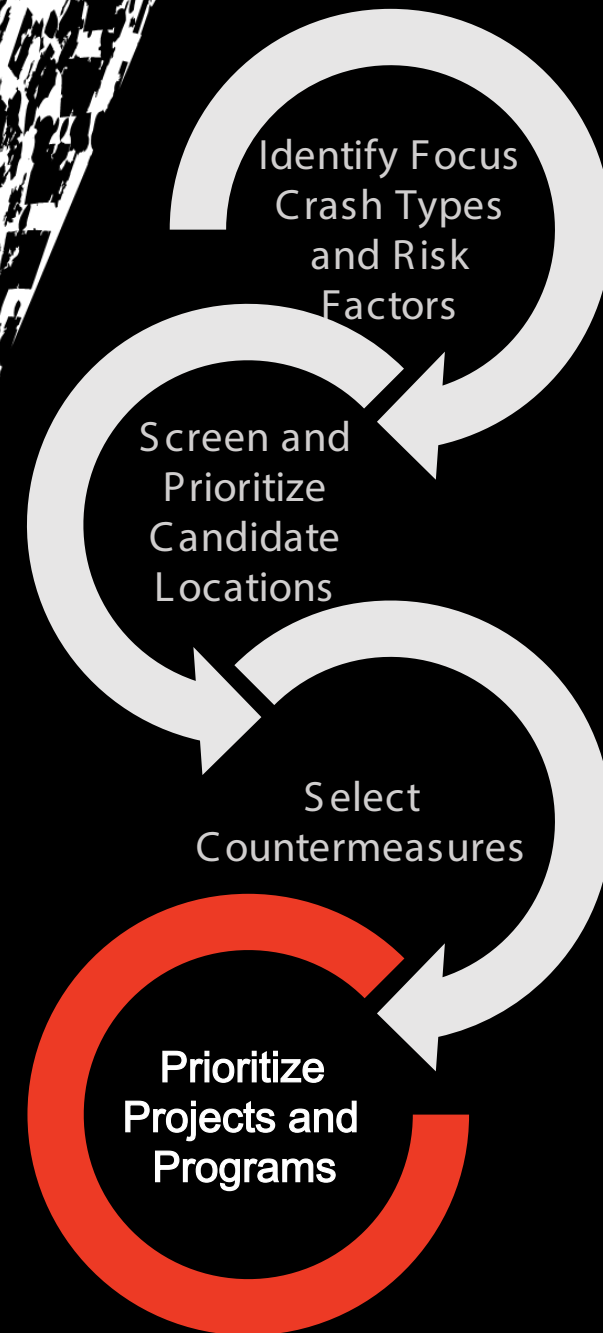 Identify Focus
Crash Types
and Risk
Factors
Screen and
Prioritize
Candidate
Locations
Select
Countermeasures
Prioritize
Projects and
Programs